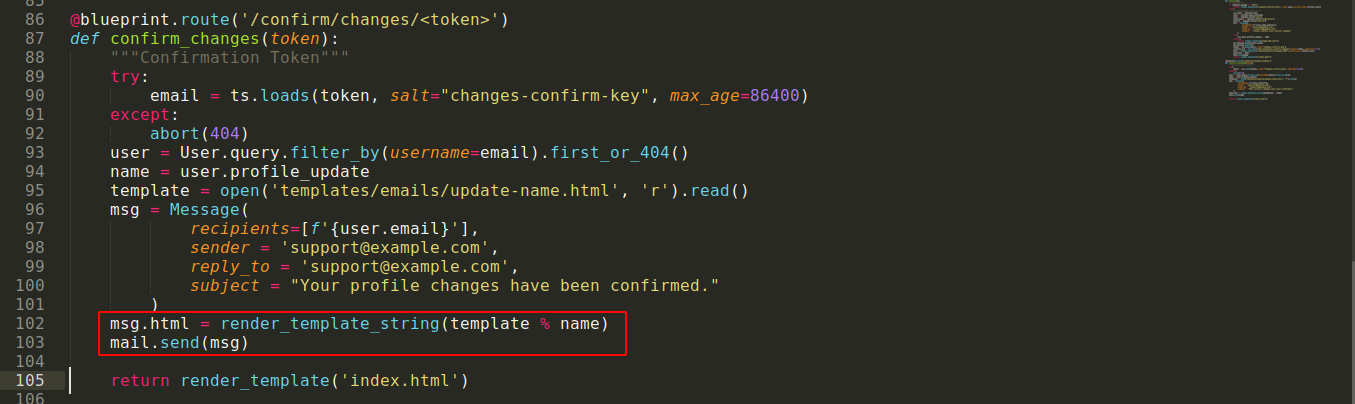 85
86 @blueprint.route('/confirm/changes/<token>')
87 def confirm_changes(token):
88     """Confirmation Token"""
89     try:
90         email = ts.loads(token, salt="changes-confirm-key", max_age=86400)
91     except:
92         abort(404)
93     user = User.query.filter_by(username=email).first_or_404()
94     name = user.profile_update
95     template = open('templates/emails/update-name.html', 'r').read()
96     msg = Message(
97             recipients=[f'{user.email}'],
98             sender = 'support@example.com',
99             reply_to = 'support@example.com',
100             subject = "Your profile changes have been confirmed."
101         )
102     msg.html = render_template_string(template % name)
103     mail.send(msg)
104
105     return render_template('index.html')
106